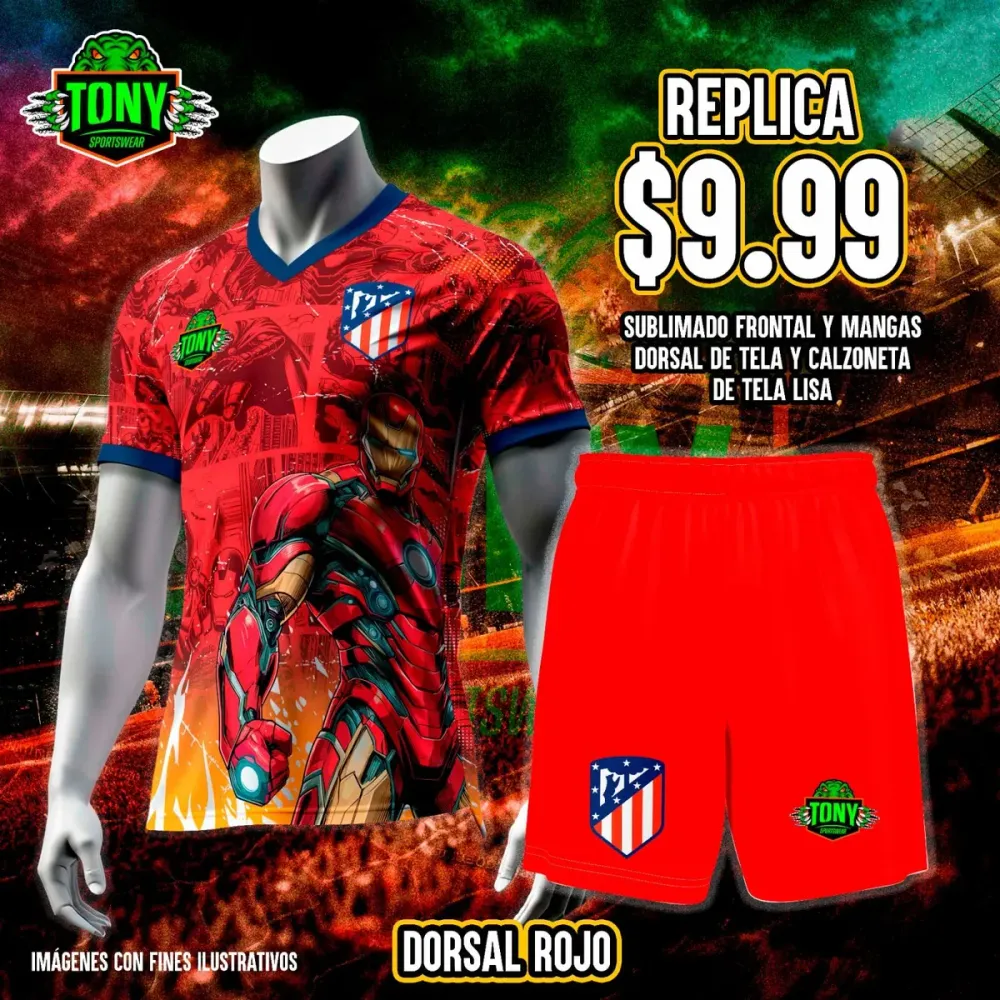 TONY
SPORTSWEAR
REPLICA
$9.99
SUBLIMADO FRONTAL Y MANGAS
DORSAL DE TELA Y CALZONETA
DE TELA LISA
TONY
TONY
SPORTSWEAR
DORSAL ROJO
IMÁGENES CON FINES ILUSTRATIVOS